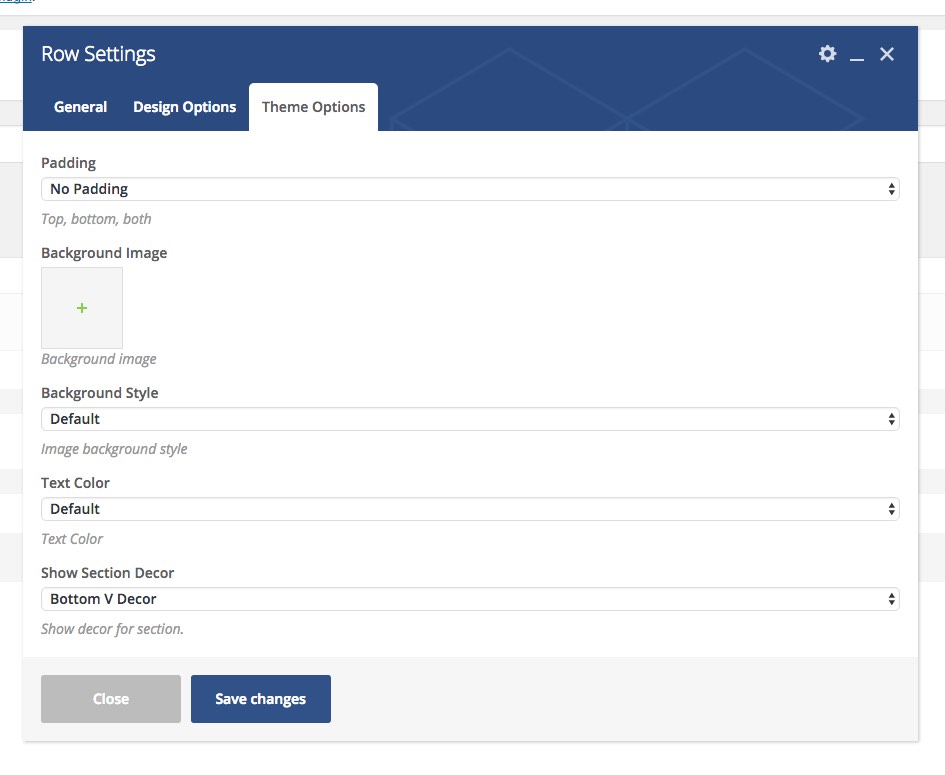 Row Settings
General Design Options Theme Options
Padding
No Padding
Top, bottom, both
Background Image
+
Background image
Background Style
Default
Image background style
Text Color
Default
Text Color
Show Section Decor
Bottom V Decor
Show decor for section.
Close Save changes